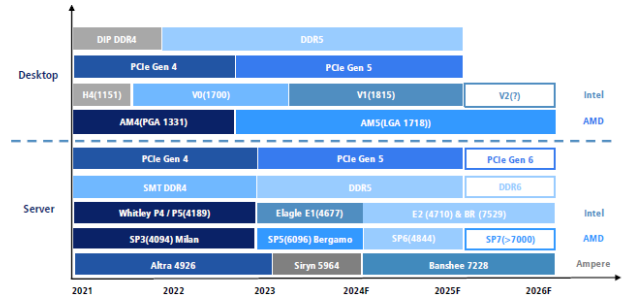 DIP DDR4 DDR5
PCIe Gen 4 PCIe Gen 5
Desktop
H4(1151) V0(1700) V1(1815) V2(?) Intel
AM4(PGA 1331) AM5(LGA 1718)) AMD
PCIe Gen 4 PCIe Gen 5 PCIe Gen 6
SMT DDR4 DDR5 DDR6
Server
Whitley P4 / P5(4189) Elagle E1(4677) E2 (4710) & BR (7529) Intel
SP3(4094) Milan SP5(6096) Bergamo SP6(4844) SP7(>7000) AMD
Altra 4926 Siryn 5964 Banshee 7228 Ampere
2021 2022 2023 2024F 2025F 2026F